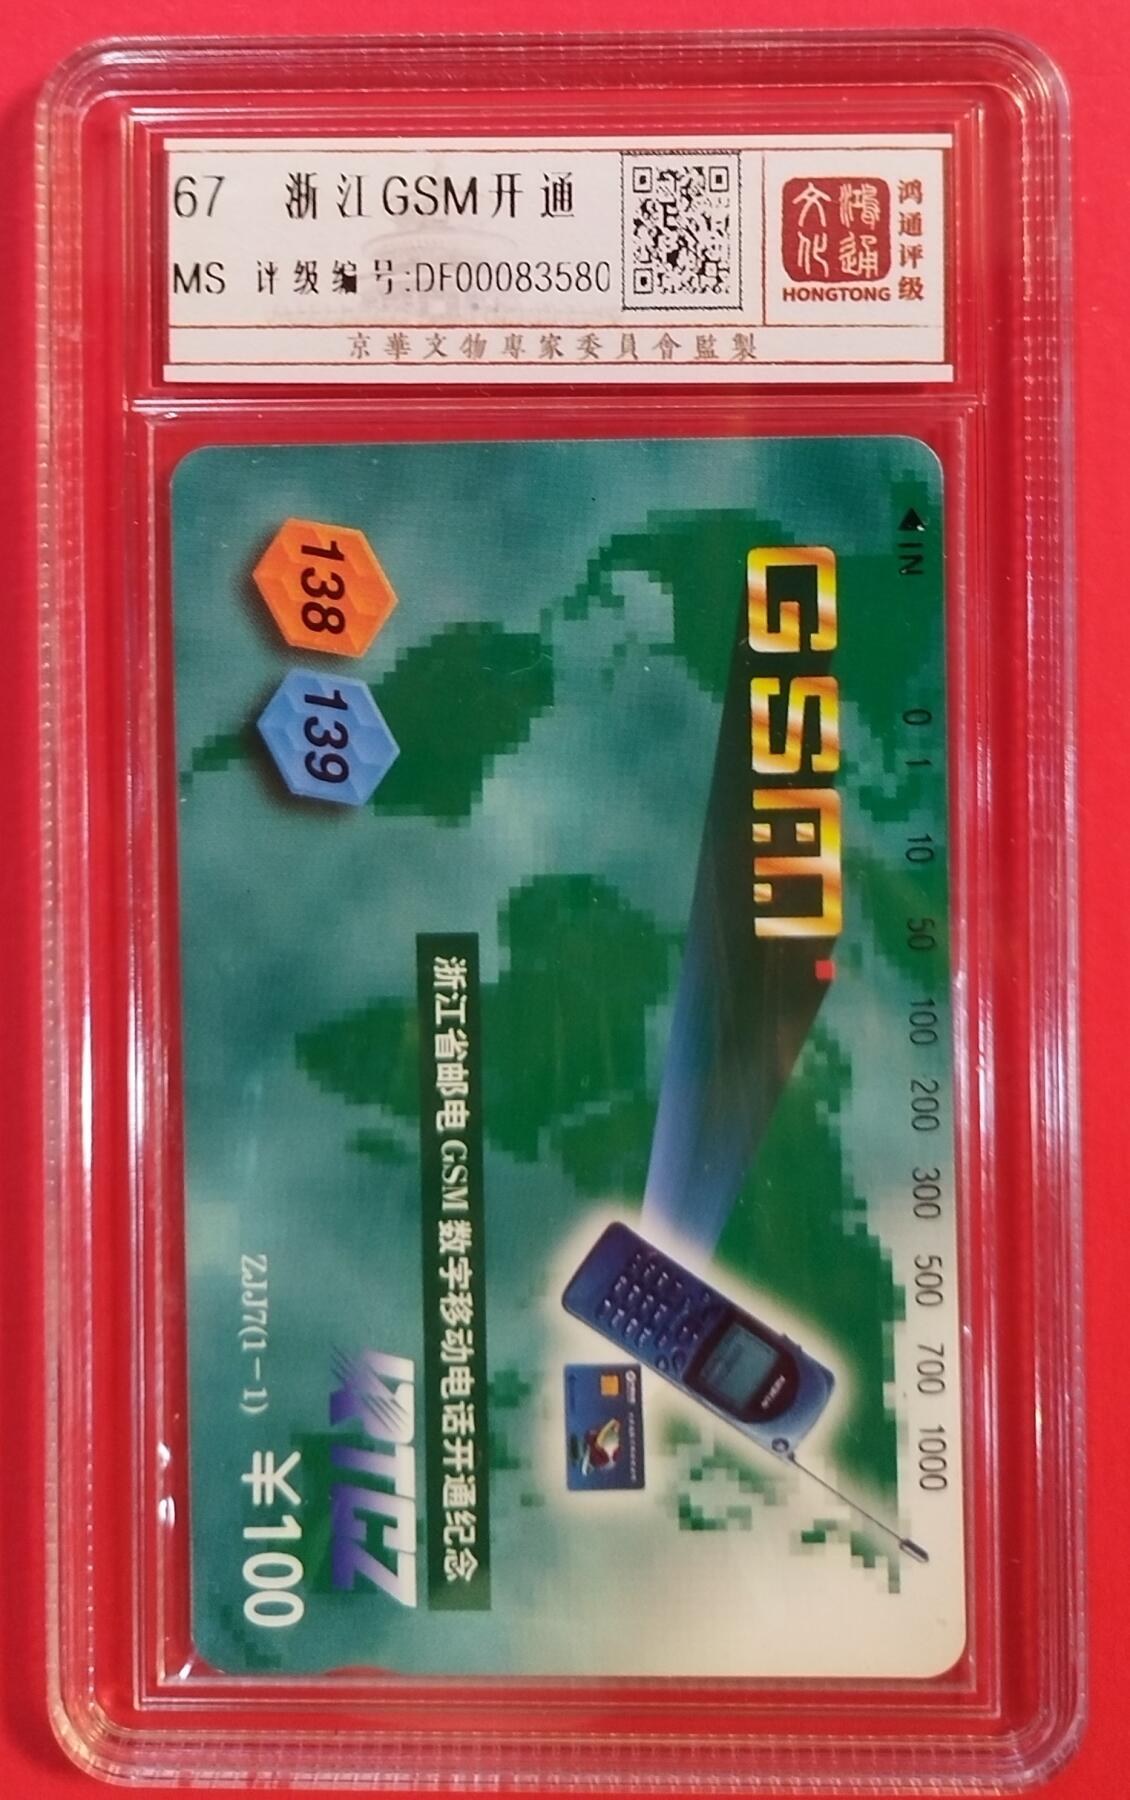 67 浙江GSM开通
MS 评级编号:DF00083580
鸿通文化
HONGTONG
鸿通评级
京華文物專家委員會監製
IN
0 1 10 50 100 200 300 500 700 1000
GSM
138
139
浙江省邮电 GSM 数字移动电话开通纪念
ZJJ7(1-1)
¥100
NOKIA